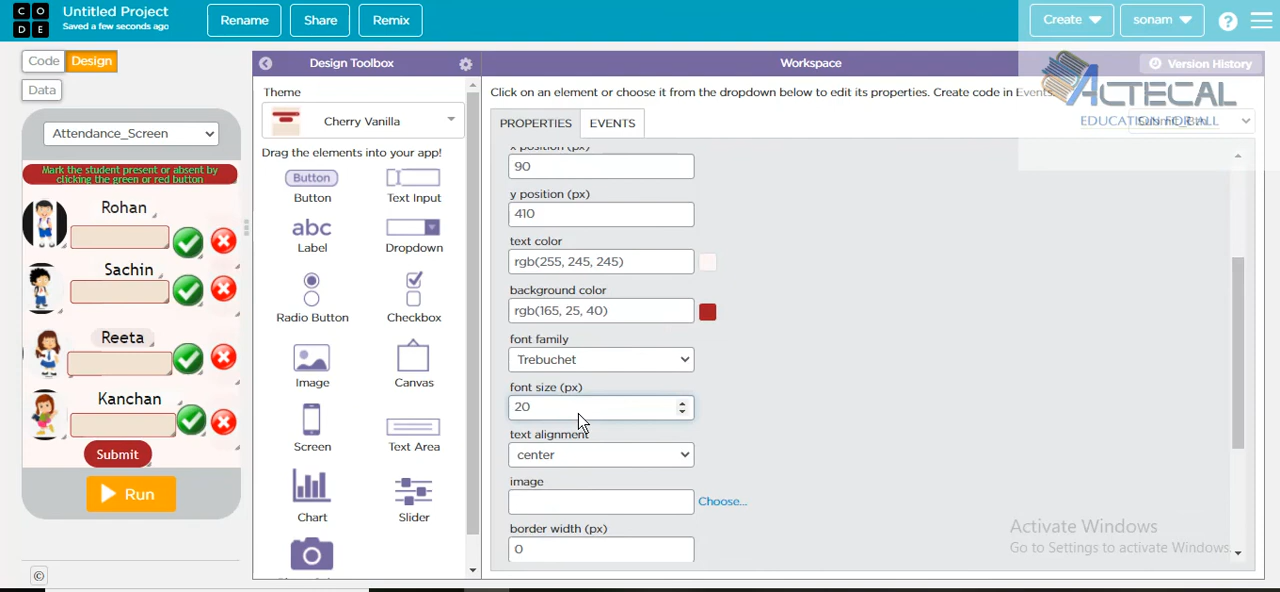 CO
DE
Untitled Project
Saved a few seconds ago
Rename
Share
Remix
Create
sonam
?
Code
Design
Data
Design Toolbox
Workspace
Version History
Theme
Cherry Vanilla
Drag the elements into your app!
Button
Button
Text Input
abc
Label
Dropdown
Radio Button
Checkbox
Image
Canvas
Screen
Text Area
Chart
Slider
Click on an element or choose it from the dropdown below to edit its properties. Create code in Events.
ACTECAL
EDUCATION FOR ALL
PROPERTIES
EVENTS
x position (px)
90
y position (px)
410
text color
rgb(255, 245, 245)
background color
rgb(165, 25, 40)
font family
Trebuchet
font size (px)
20
text alignment
center
image
Choose...
border width (px)
0
Attendance_Screen
Mark the student present or absent by
clicking the green or red button
Rohan
Sachin
Reeta
Kanchan
Submit
Run
©
Activate Windows
Go to Settings to activate Windows.